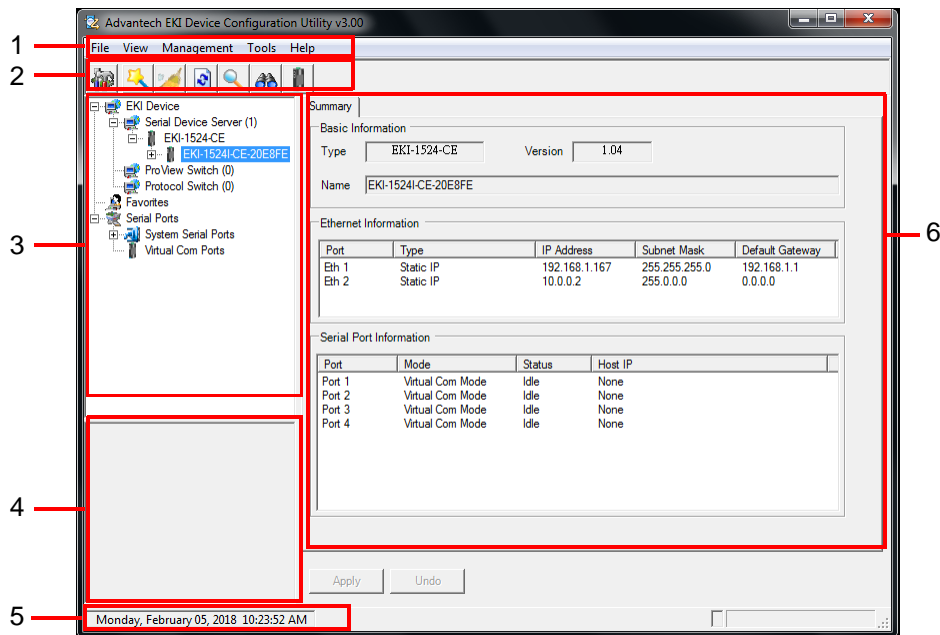 Advantech EKI Device Configuration Utility v3.00
1
File View Management Tools Help
2
3
EKI Device
Serial Device Server (1)
EKI-1524-CE
EKI-1524I-CE-20E8FE
ProView Switch (0)
Protocol Switch (0)
Favorites
Serial Ports
System Serial Ports
Virtual Com Ports
4
5
Monday, February 05, 2018 10:23:52 AM
6
Summary
Basic Information
Type EKI-1524-CE Version 1.04
Name EKI-1524I-CE-20E8FE
Ethernet Information
Port Type IP Address Subnet Mask Default Gateway
Eth 1 Static IP 192.168.1.167 255.255.255.0 192.168.1.1
Eth 2 Static IP 10.0.0.2 255.0.0.0 0.0.0.0
Serial Port Information
Port Mode Status Host IP
Port 1 Virtual Com Mode Idle None
Port 2 Virtual Com Mode Idle None
Port 3 Virtual Com Mode Idle None
Port 4 Virtual Com Mode Idle None
Apply Undo